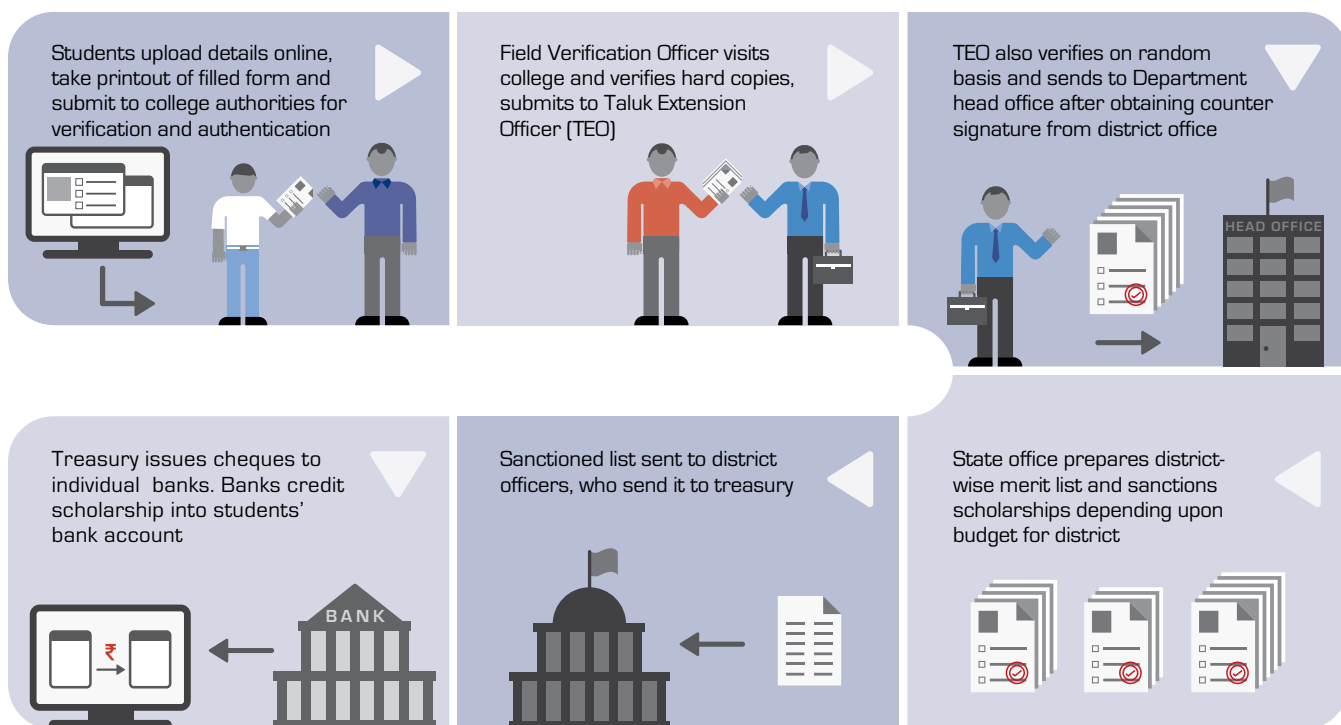 Students upload details online,
take printout of filled form and
submit to college authorities for
verification and authentication
Field Verification Officer visits
college and verifies hard copies,
submits to Taluk Extension
Officer (TEO)
TEO also verifies on random
basis and sends to Department
head office after obtaining counter
signature from district office
HEAD OFFICE
State office prepares district-
wise merit list and sanctions
scholarships depending upon
budget for district
Sanctioned list sent to district
officers, who send it to treasury
Treasury issues cheques to
individual banks. Banks credit
scholarship into students’
bank account
BANK
₹